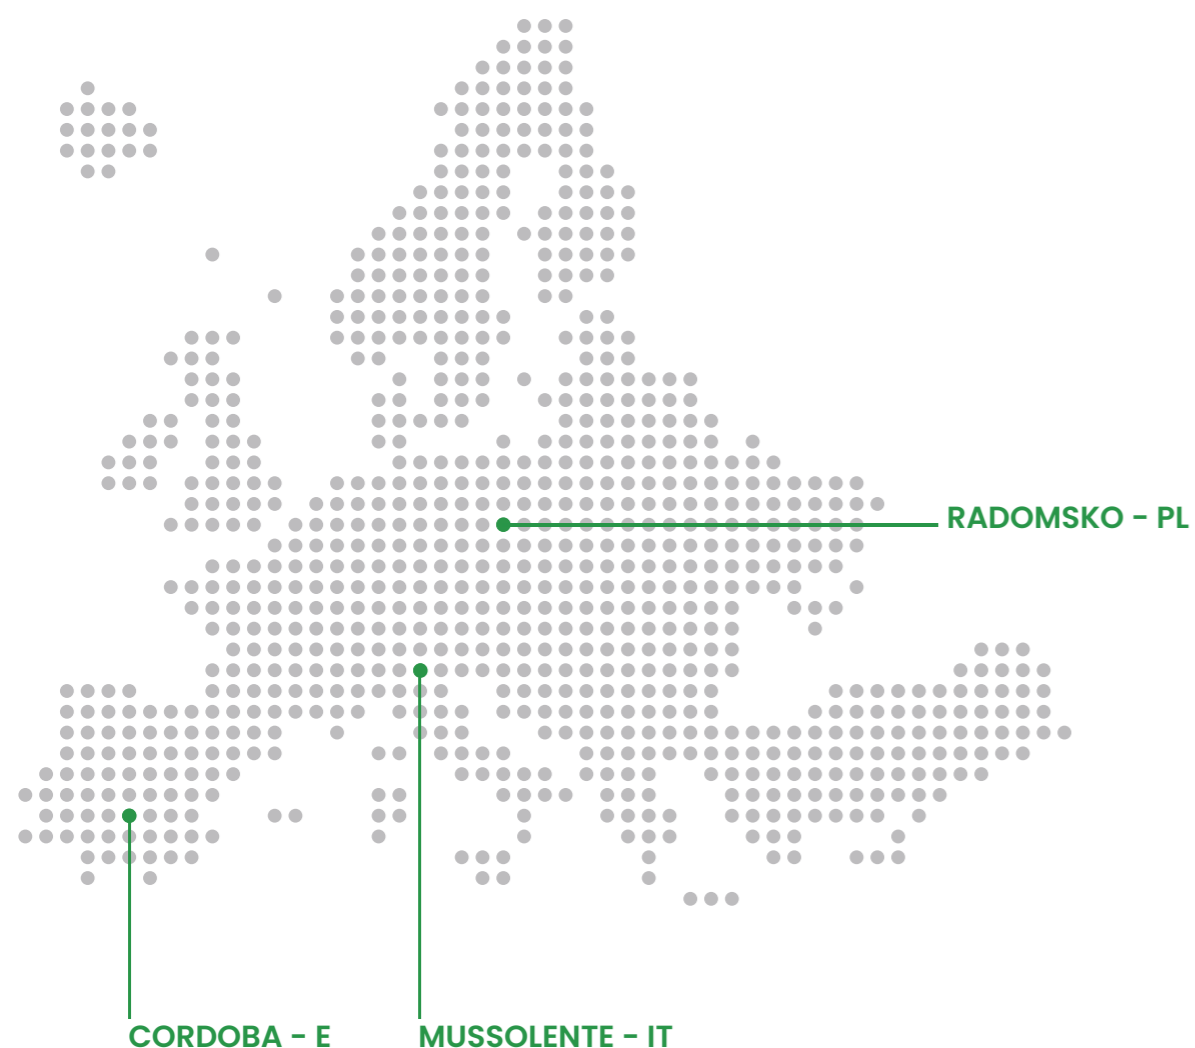 RADOMSKO – PL
CORDOBA – E
MUSSOLENTE – IT